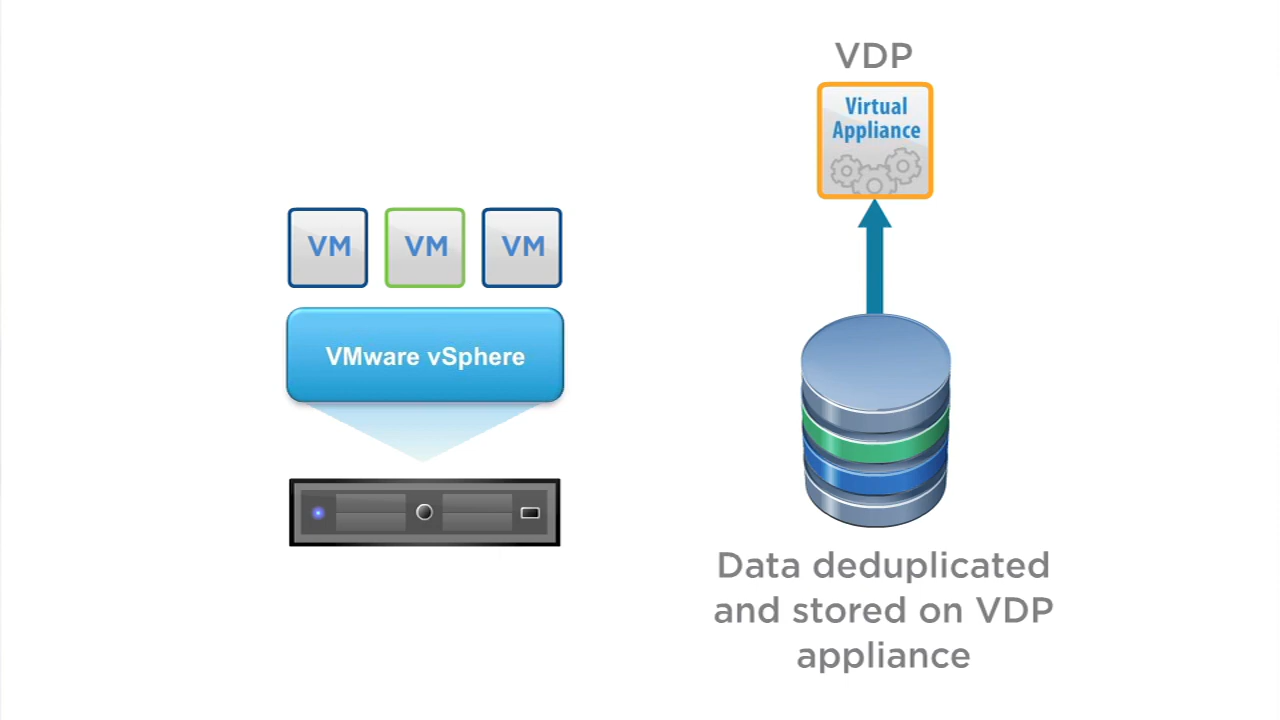 VDP
Virtual
Appliance
VM
VM
VM
VMware vSphere
Data deduplicated
and stored on VDP
appliance